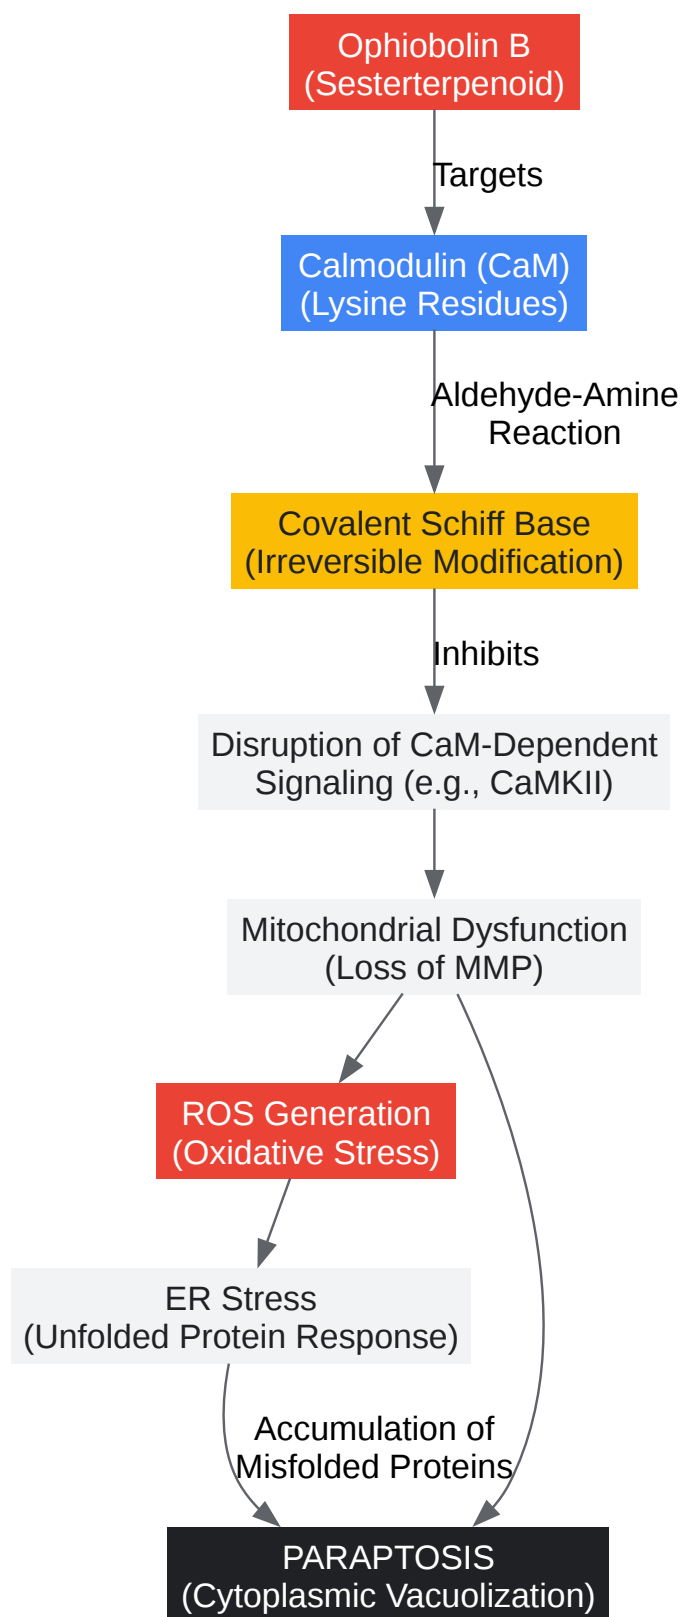 Ophiobolin B
(Sesterterpenoid)
Targets
Calmodulin (CaM)
(Lysine Residues)
Aldehyde-Amine
Reaction
Covalent Schiff Base
(Irreversible Modification)
Inhibits
Disruption of CaM-Dependent
Signaling (e.g., CaMKII)
Mitochondrial Dysfunction
(Loss of MMP)
ROS Generation
(Oxidative Stress)
ER Stress
(Unfolded Protein Response)
Accumulation of
Misfolded Proteins
PARAPTOSIS
(Cytoplasmic Vacuolization)